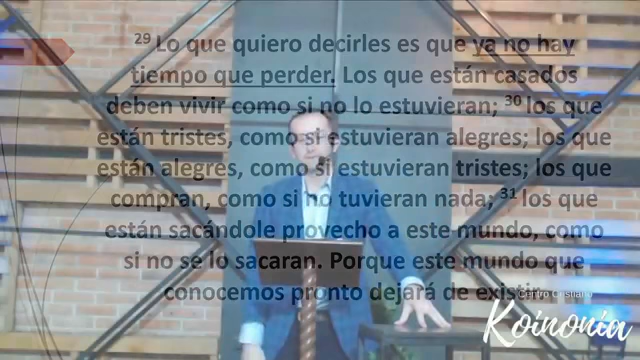 29 Lo que quiero decirles es que ya no hay
tiempo que perder. Los que están casados
deben vivir como si no lo estuvieran; 30 los que
están tristes, como si estuvieran alegres; los que
están alegres, como si estuvieran tristes; los que
compran, como si no tuvieran nada; 31 los que
están sacándole provecho a este mundo, como
si no se lo sacaran. Porque este mundo que
conocemos pronto dejará de existir.
Centro Cristiano
Koinonía